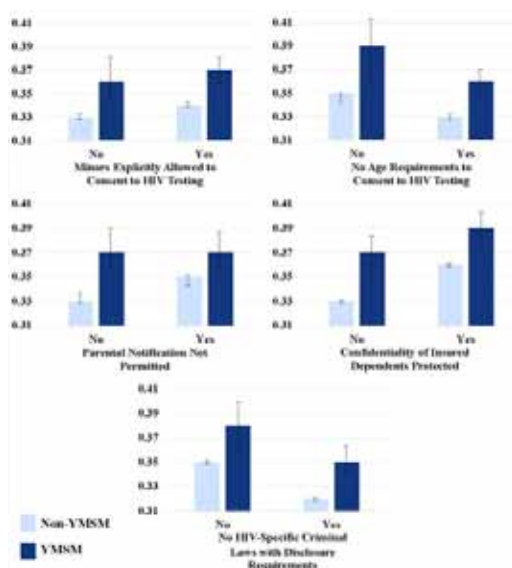 0.41
0.39
0.37
0.35
0.33
0.31
No Yes
Minors Explicitly Allowed to
Consent to HIV Testing
0.41
0.39
0.37
0.35
0.33
0.31
No Yes
No Age Requirements to
Consent to HIV Testing
0.41
0.39
0.37
0.35
0.33
0.31
No Yes
Parental Notification Not
Permitted
0.41
0.39
0.37
0.35
0.33
0.31
No Yes
Confidentiality of Insured
Dependents Protected
0.41
0.39
0.37
0.35
0.33
0.31
No Yes
No HIV-Specific Criminal
Laws with Disclosure
Requirements
Non-YMSM
YMSM